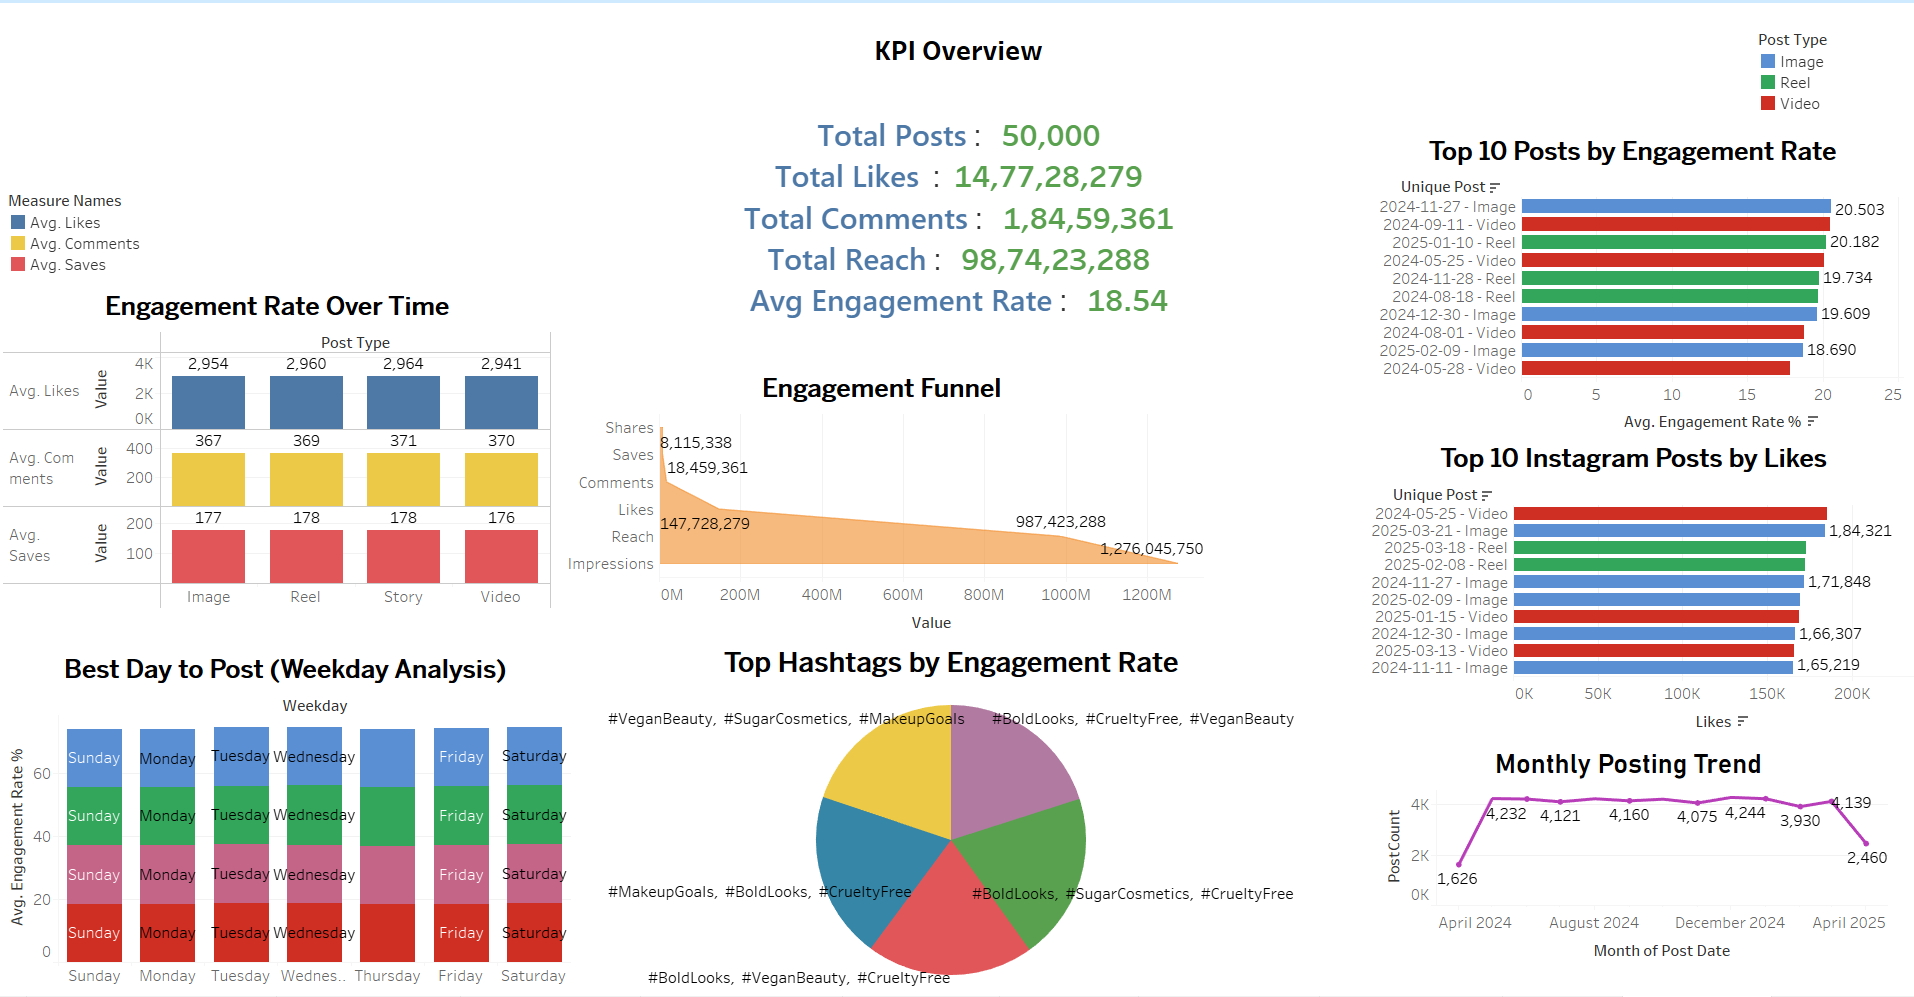 KPI Overview
Total Posts : 50,000
Total Likes : 14,77,28,279
Total Comments : 1,84,59,361
Total Reach : 98,74,23,288
Avg Engagement Rate : 18.54
Measure Names
Avg. Likes
Avg. Comments
Avg. Saves
Engagement Rate Over Time
Post Type
Avg. Likes
Value
4K
2K
0K
2,954 2,960 2,964 2,941
Avg. Com
ments
Value
400
200
367 369 371 370
Avg.
Saves
Value
200
100
177 178 178 176
Image Reel Story Video
Best Day to Post (Weekday Analysis)
Weekday
Avg. Engagement Rate %
60
40
20
0
Sunday Monday Tuesday Wednesday Friday Saturday
Sunday Monday Tuesday Wednesday Friday Saturday
Sunday Monday Tuesday Wednesday Friday Saturday
Sunday Monday Tuesday Wednesday Friday Saturday
Sunday Monday Tuesday Wednes.. Thursday Friday Saturday
Engagement Funnel
Shares
8,115,338
Saves
18,459,361
Comments
Likes
147,728,279
987,423,288
Reach
1,276,045,750
Impressions
0M 200M 400M 600M 800M 1000M 1200M
Value
Top Hashtags by Engagement Rate
#VeganBeauty, #SugarCosmetics, #MakeupGoals
#BoldLooks, #CrueltyFree, #VeganBeauty
#MakeupGoals, #BoldLooks, #CrueltyFree
#BoldLooks, #SugarCosmetics, #CrueltyFree
#BoldLooks, #VeganBeauty, #CrueltyFree
Post Type
Image
Reel
Video
Top 10 Posts by Engagement Rate
Unique Post
2024-11-27 - Image 20.503
2024-09-11 - Video
2025-01-10 - Reel 20.182
2024-05-25 - Video
2024-11-28 - Reel 19.734
2024-08-18 - Reel
2024-12-30 - Image 19.609
2024-08-01 - Video
2025-02-09 - Image 18.690
2024-05-28 - Video
0 5 10 15 20 25
Avg. Engagement Rate %
Top 10 Instagram Posts by Likes
Unique Post
2024-05-25 - Video
2025-03-21 - Image 1,84,321
2025-03-18 - Reel
2025-02-08 - Reel
2024-11-27 - Image 1,71,848
2025-02-09 - Image
2025-01-15 - Video
2024-12-30 - Image 1,66,307
2025-03-13 - Video
2024-11-11 - Image 1,65,219
0K 50K 100K 150K 200K
Likes
Monthly Posting Trend
PostCount
4K
2K
0K
1,626 4,232 4,121 4,160 4,075 4,244 3,930 4,139 2,460
April 2024 August 2024 December 2024 April 2025
Month of Post Date